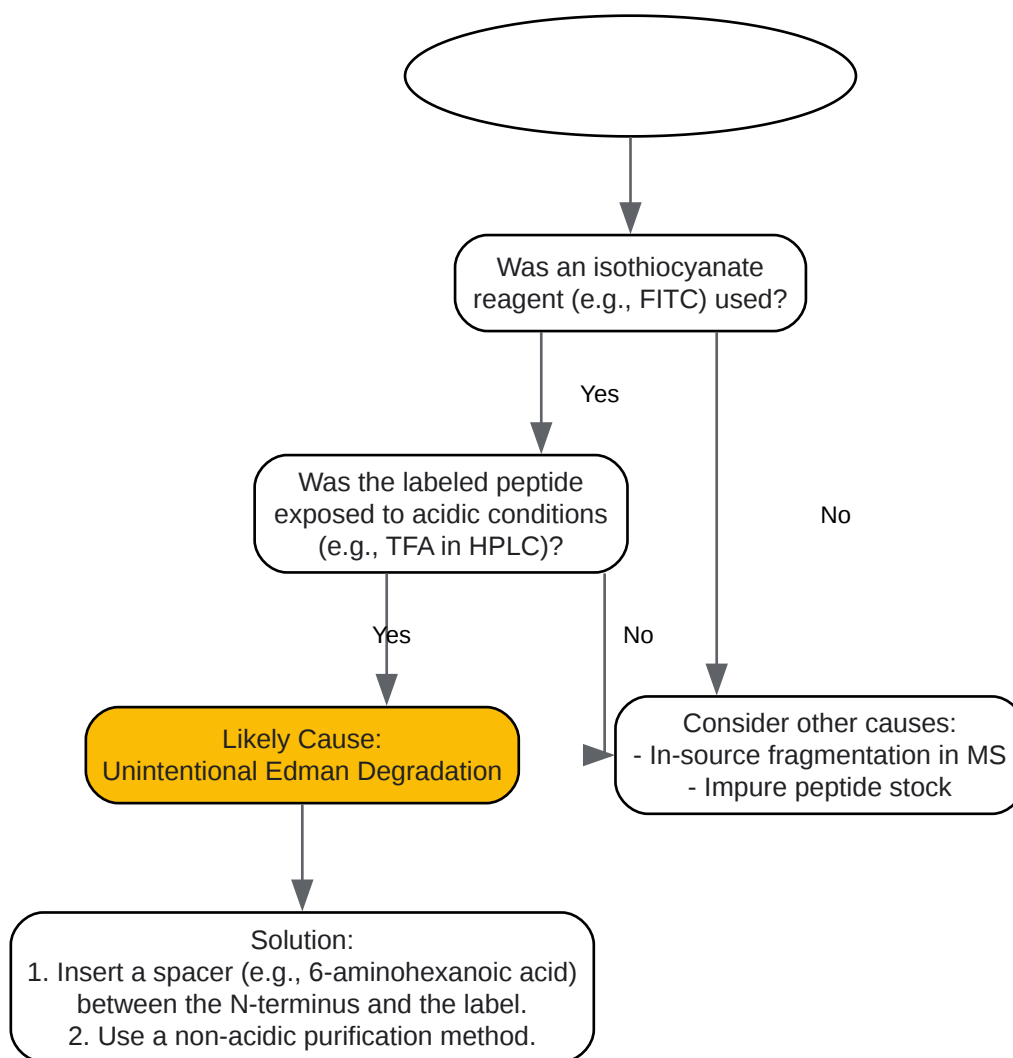 Was an isothiocyanate
reagent (e.g., FITC) used?
Yes
No
Was the labeled peptide
exposed to acidic conditions
(e.g., TFA in HPLC)?
Yes
No
Likely Cause:
Unintentional Edman Degradation
Consider other causes:
- In-source fragmentation in MS
- Impure peptide stock
Solution:
1. Insert a spacer (e.g., 6-aminohexanoic acid)
between the N-terminus and the label.
2. Use a non-acidic purification method.